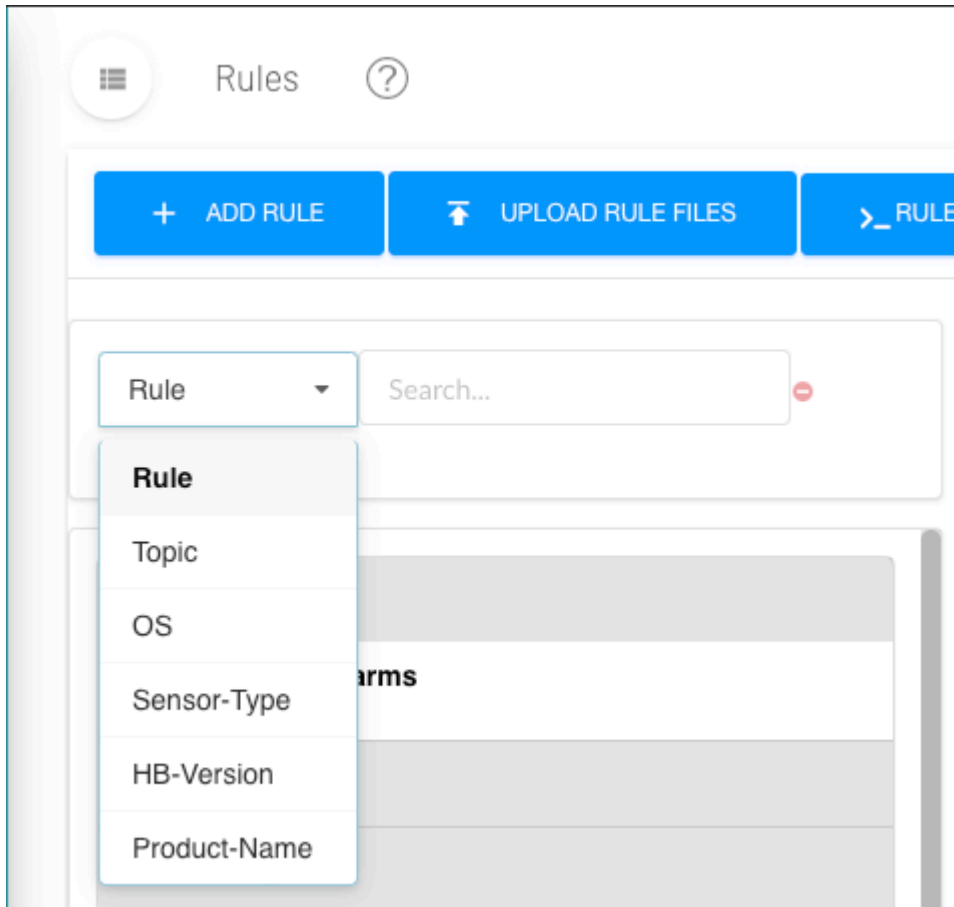 Rules ?
+ ADD RULE UPLOAD RULE FILES >_ RULE
Rule Search...
Rule
Topic
OS
arms
Sensor-Type
HB-Version
Product-Name